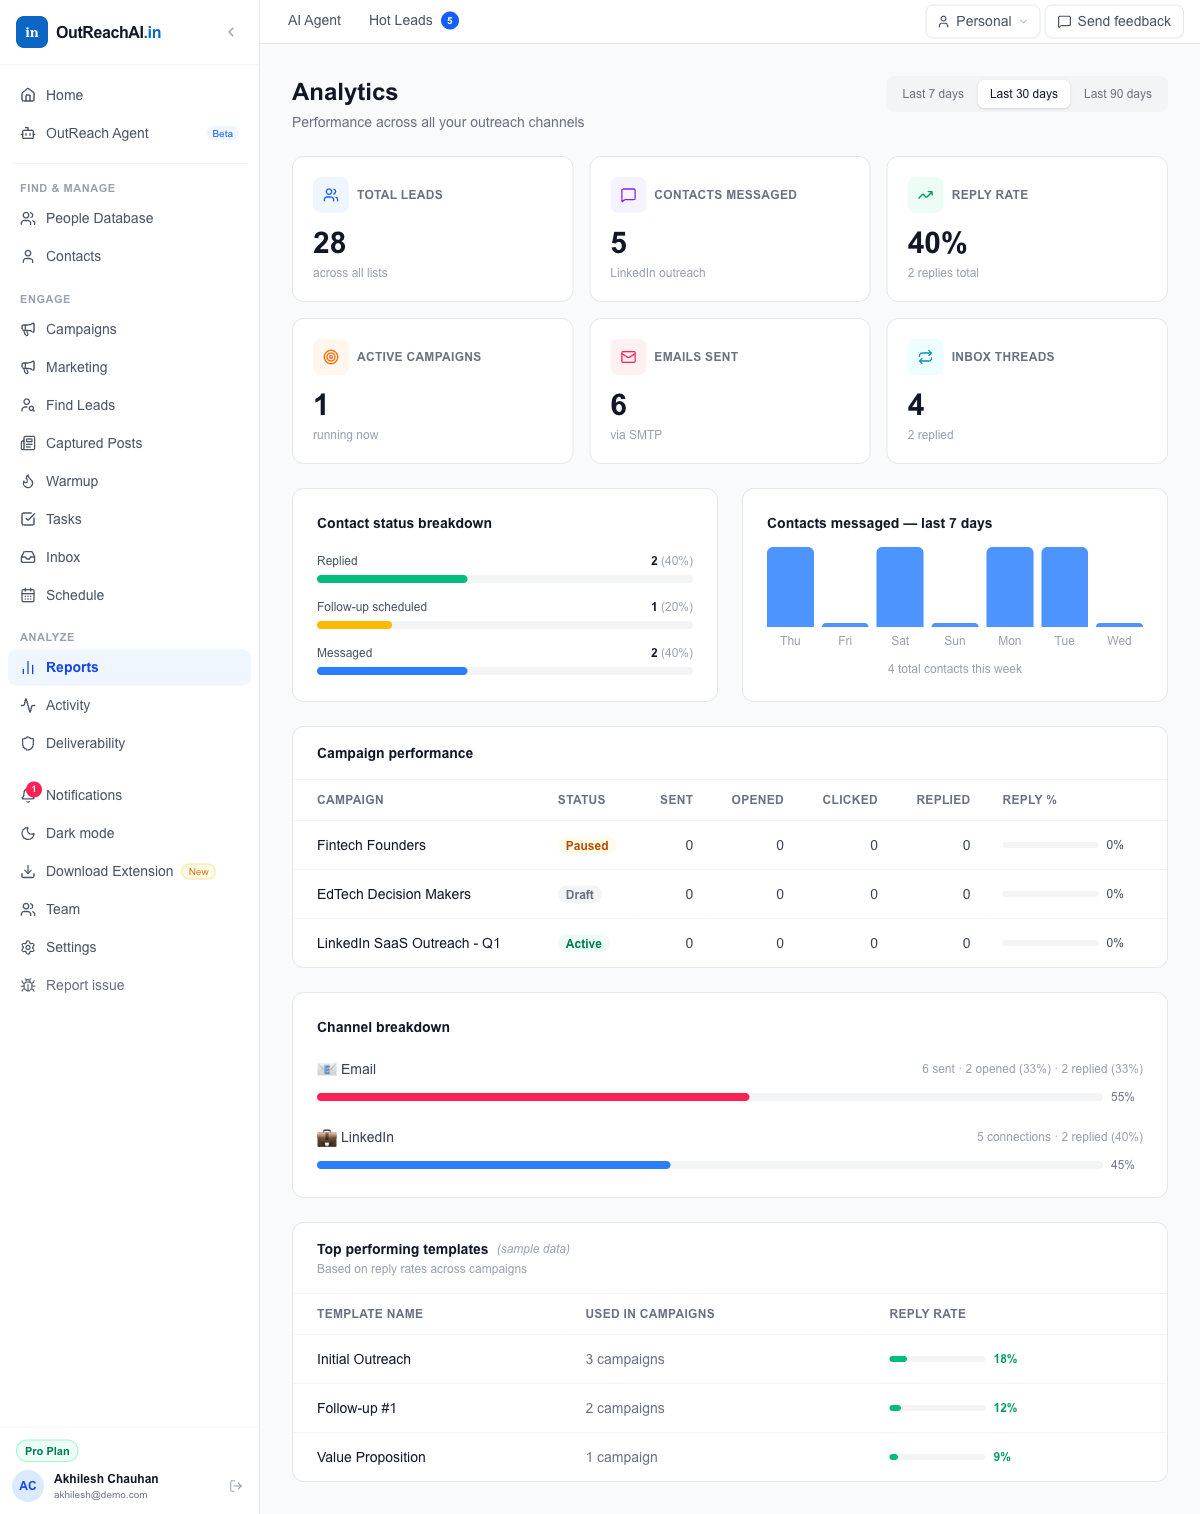 in OutReachAI.in
Home
OutReach Agent Beta
FIND & MANAGE
People Database
Contacts
ENGAGE
Campaigns
Marketing
Find Leads
Captured Posts
Warmup
Tasks
Inbox
Schedule
ANALYZE
Reports
Activity
Deliverability
1 Notifications
Dark mode
Download Extension New
Team
Settings
Report issue
Pro Plan
AC Akhilesh Chauhan
akhilesh@demo.com
AI Agent Hot Leads 5 Personal Send feedback
Analytics
Performance across all your outreach channels
Last 7 days Last 30 days Last 90 days
TOTAL LEADS
28
across all lists
CONTACTS MESSAGED
5
LinkedIn outreach
REPLY RATE
40%
2 replies total
ACTIVE CAMPAIGNS
1
running now
EMAILS SENT
6
via SMTP
INBOX THREADS
4
2 replied
Contact status breakdown
Replied 2 (40%)
Follow-up scheduled 1 (20%)
Messaged 2 (40%)
Contacts messaged — last 7 days
Thu Fri Sat Sun Mon Tue Wed
4 total contacts this week
Campaign performance
CAMPAIGN STATUS SENT OPENED CLICKED REPLIED REPLY %
Fintech Founders Paused 0 0 0 0 0%
EdTech Decision Makers Draft 0 0 0 0 0%
LinkedIn SaaS Outreach - Q1 Active 0 0 0 0 0%
Channel breakdown
Email 6 sent · 2 opened (33%) · 2 replied (33%)
55%
LinkedIn 5 connections · 2 replied (40%)
45%
Top performing templates (sample data)
Based on reply rates across campaigns
TEMPLATE NAME USED IN CAMPAIGNS REPLY RATE
Initial Outreach 3 campaigns 18%
Follow-up #1 2 campaigns 12%
Value Proposition 1 campaign 9%